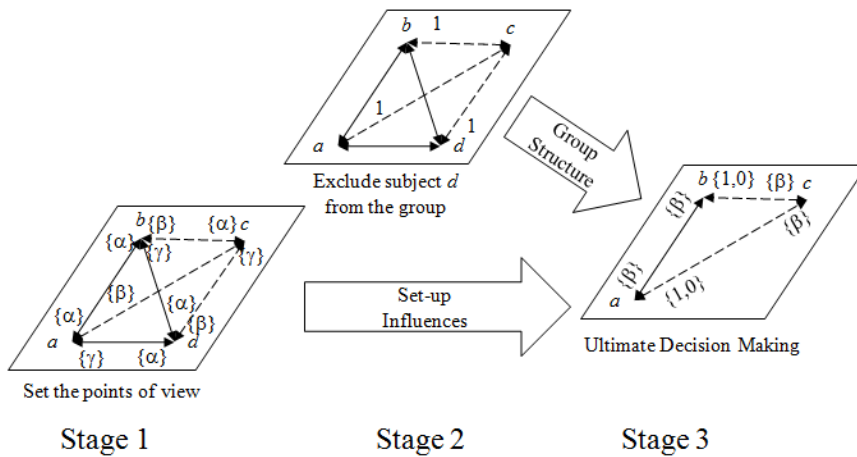 b 1 c
1 1
a d
Exclude subject d
from the group
Group
Structure
b {1,0} {β} c
{β} {β}
{β}
a {1,0}
Ultimate Decision Making
b {β} {α} c
{α} {γ} {γ}
{β} {α}
{α} {β}
a d
{γ} {α}
Set the points of view
Set-up
Influences
Stage 1 Stage 2 Stage 3